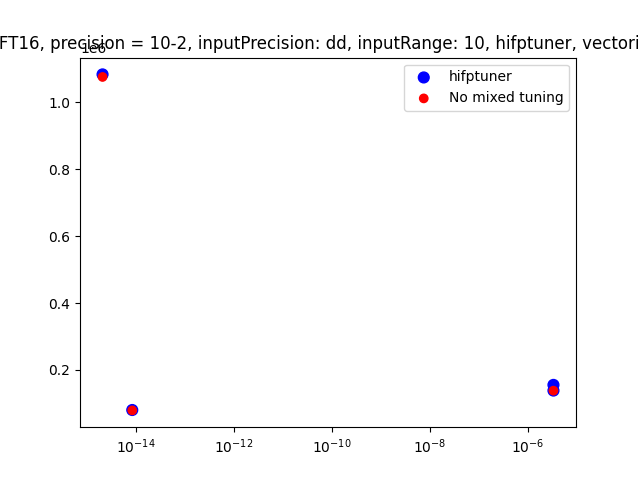 FT16, precision = 10-2, inputPrecision: dd, inputRange: 10, hifptuner, vectori
1e6
hifptuner
No mixed tuning
1.0
0.8
0.6
0.4
0.2
10⁻¹⁴ 10⁻¹² 10⁻¹⁰ 10⁻⁸ 10⁻⁶